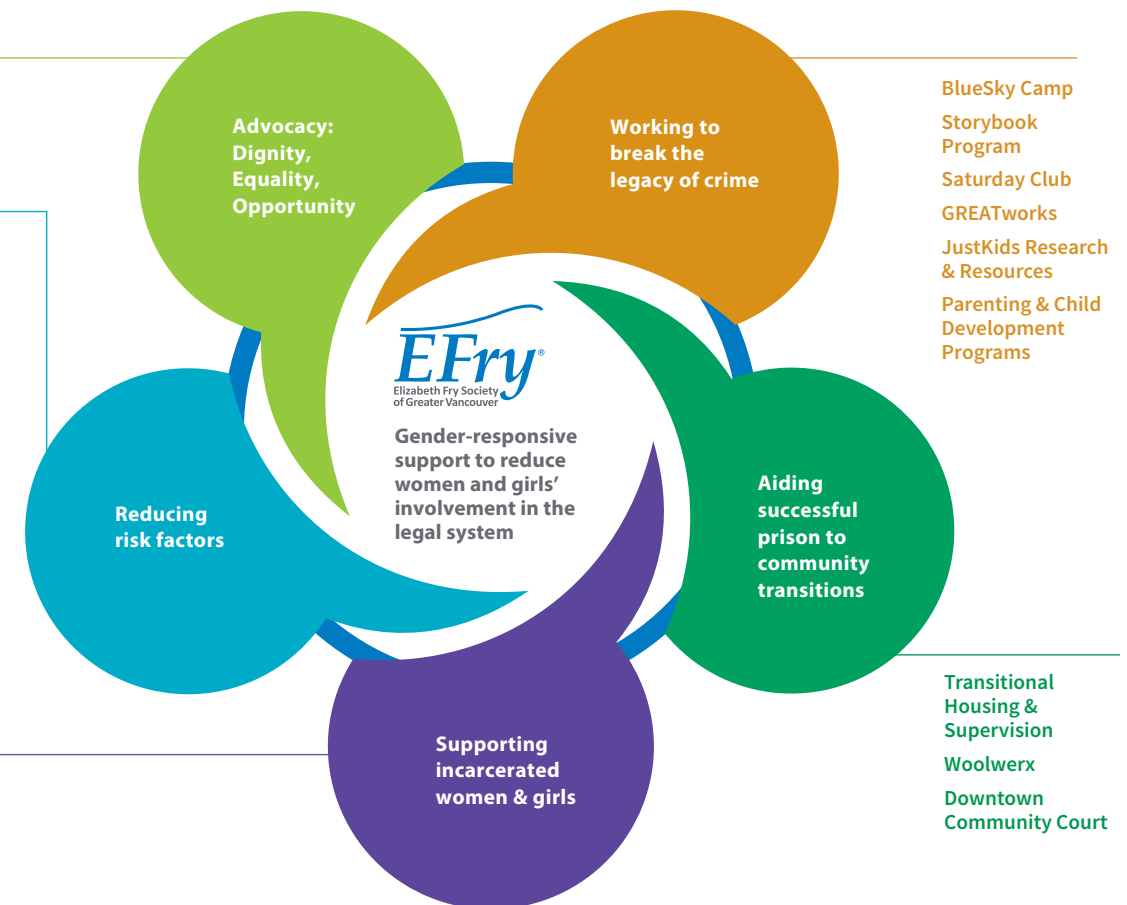 Advocacy:
Dignity,
Equality,
Opportunity
Working to
break the
legacy of crime
BlueSky Camp
Storybook
Program
Saturday Club
GREATworks
JustKids Research
& Resources
Parenting & Child
Development
Programs
EFry®
Elizabeth Fry Society
of Greater Vancouver
Gender-responsive
support to reduce
women and girls’
involvement in the
legal system
Reducing
risk factors
Aiding
successful
prison to
community
transitions
Supporting
incarcerated
women & girls
Transitional
Housing &
Supervision
Woolwerx
Downtown
Community Court